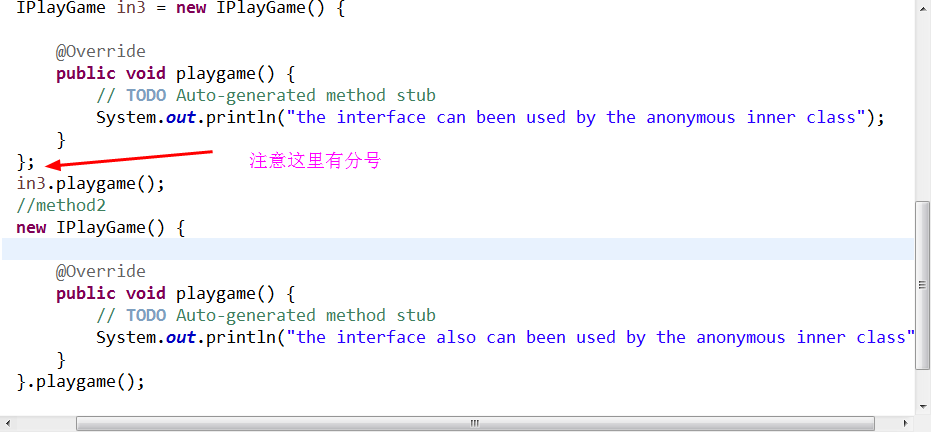 IPlayGame in3 = new IPlayGame() {
@Override
public void playgame() {
// TODO Auto-generated method stub
System.out.println("the interface can been used by the anonymous inner class");
}
};
注意这里有分号
in3.playgame();
//method2
new IPlayGame() {
@Override
public void playgame() {
// TODO Auto-generated method stub
System.out.println("the interface also can been used by the anonymous inner class"
}
}.playgame();